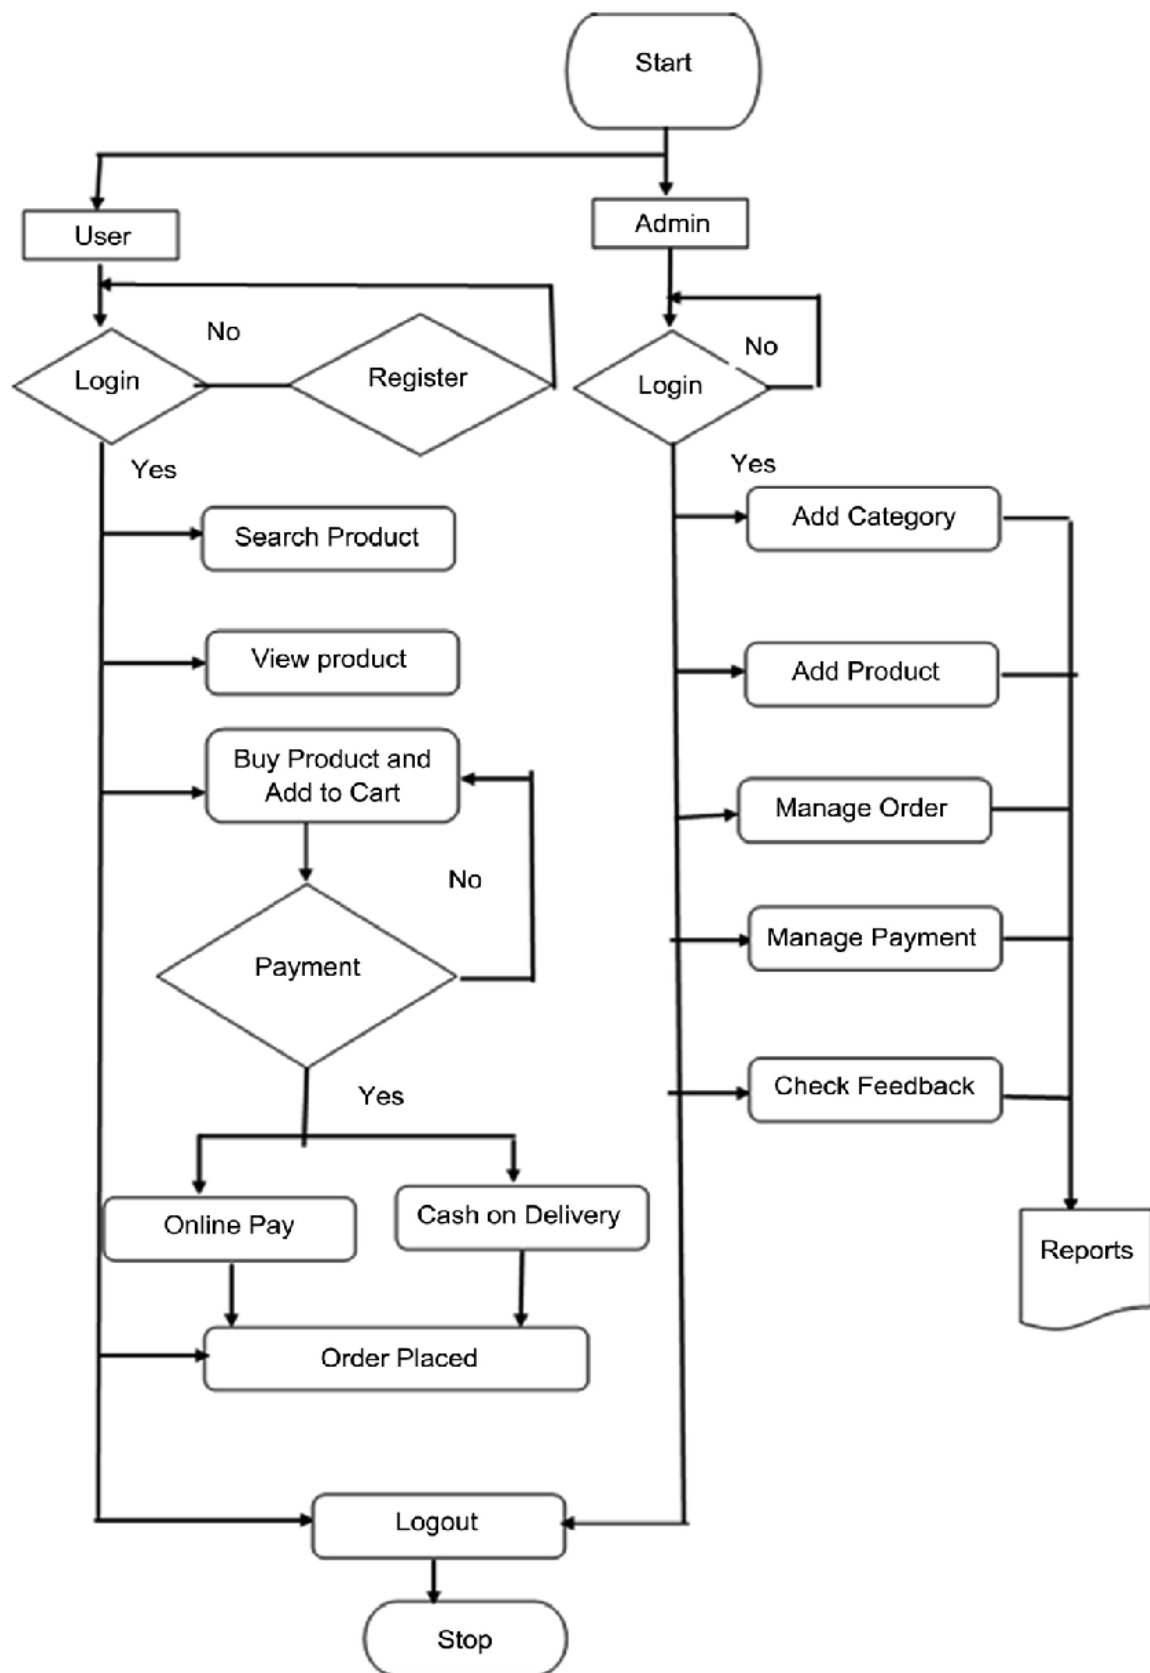 Start
User
Admin
No
No
Login
Register
Login
Yes
Yes
Search Product
Add Category
View product
Add Product
Buy Product and
Add to Cart
Manage Order
No
Manage Payment
Payment
Check Feedback
Yes
Online Pay
Cash on Delivery
Reports
Order Placed
Logout
Stop